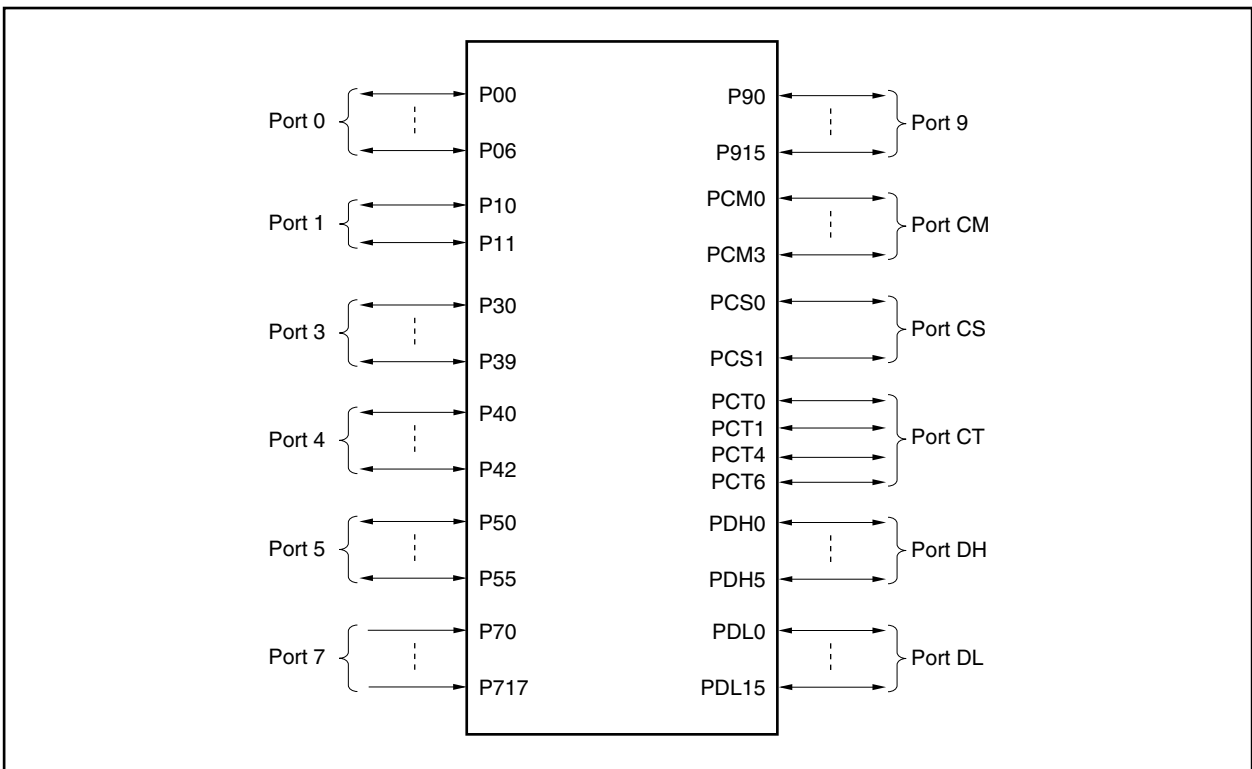 Port 0
P00
P06
Port 1
P10
P11
Port 3
P30
P39
Port 4
P40
P42
Port 5
P50
P55
Port 7
P70
P717
P90
P915
Port 9
PCM0
PCM3
Port CM
PCS0
PCS1
Port CS
PCT0
PCT1
PCT4
PCT6
Port CT
PDH0
PDH5
Port DH
PDL0
PDL15
Port DL